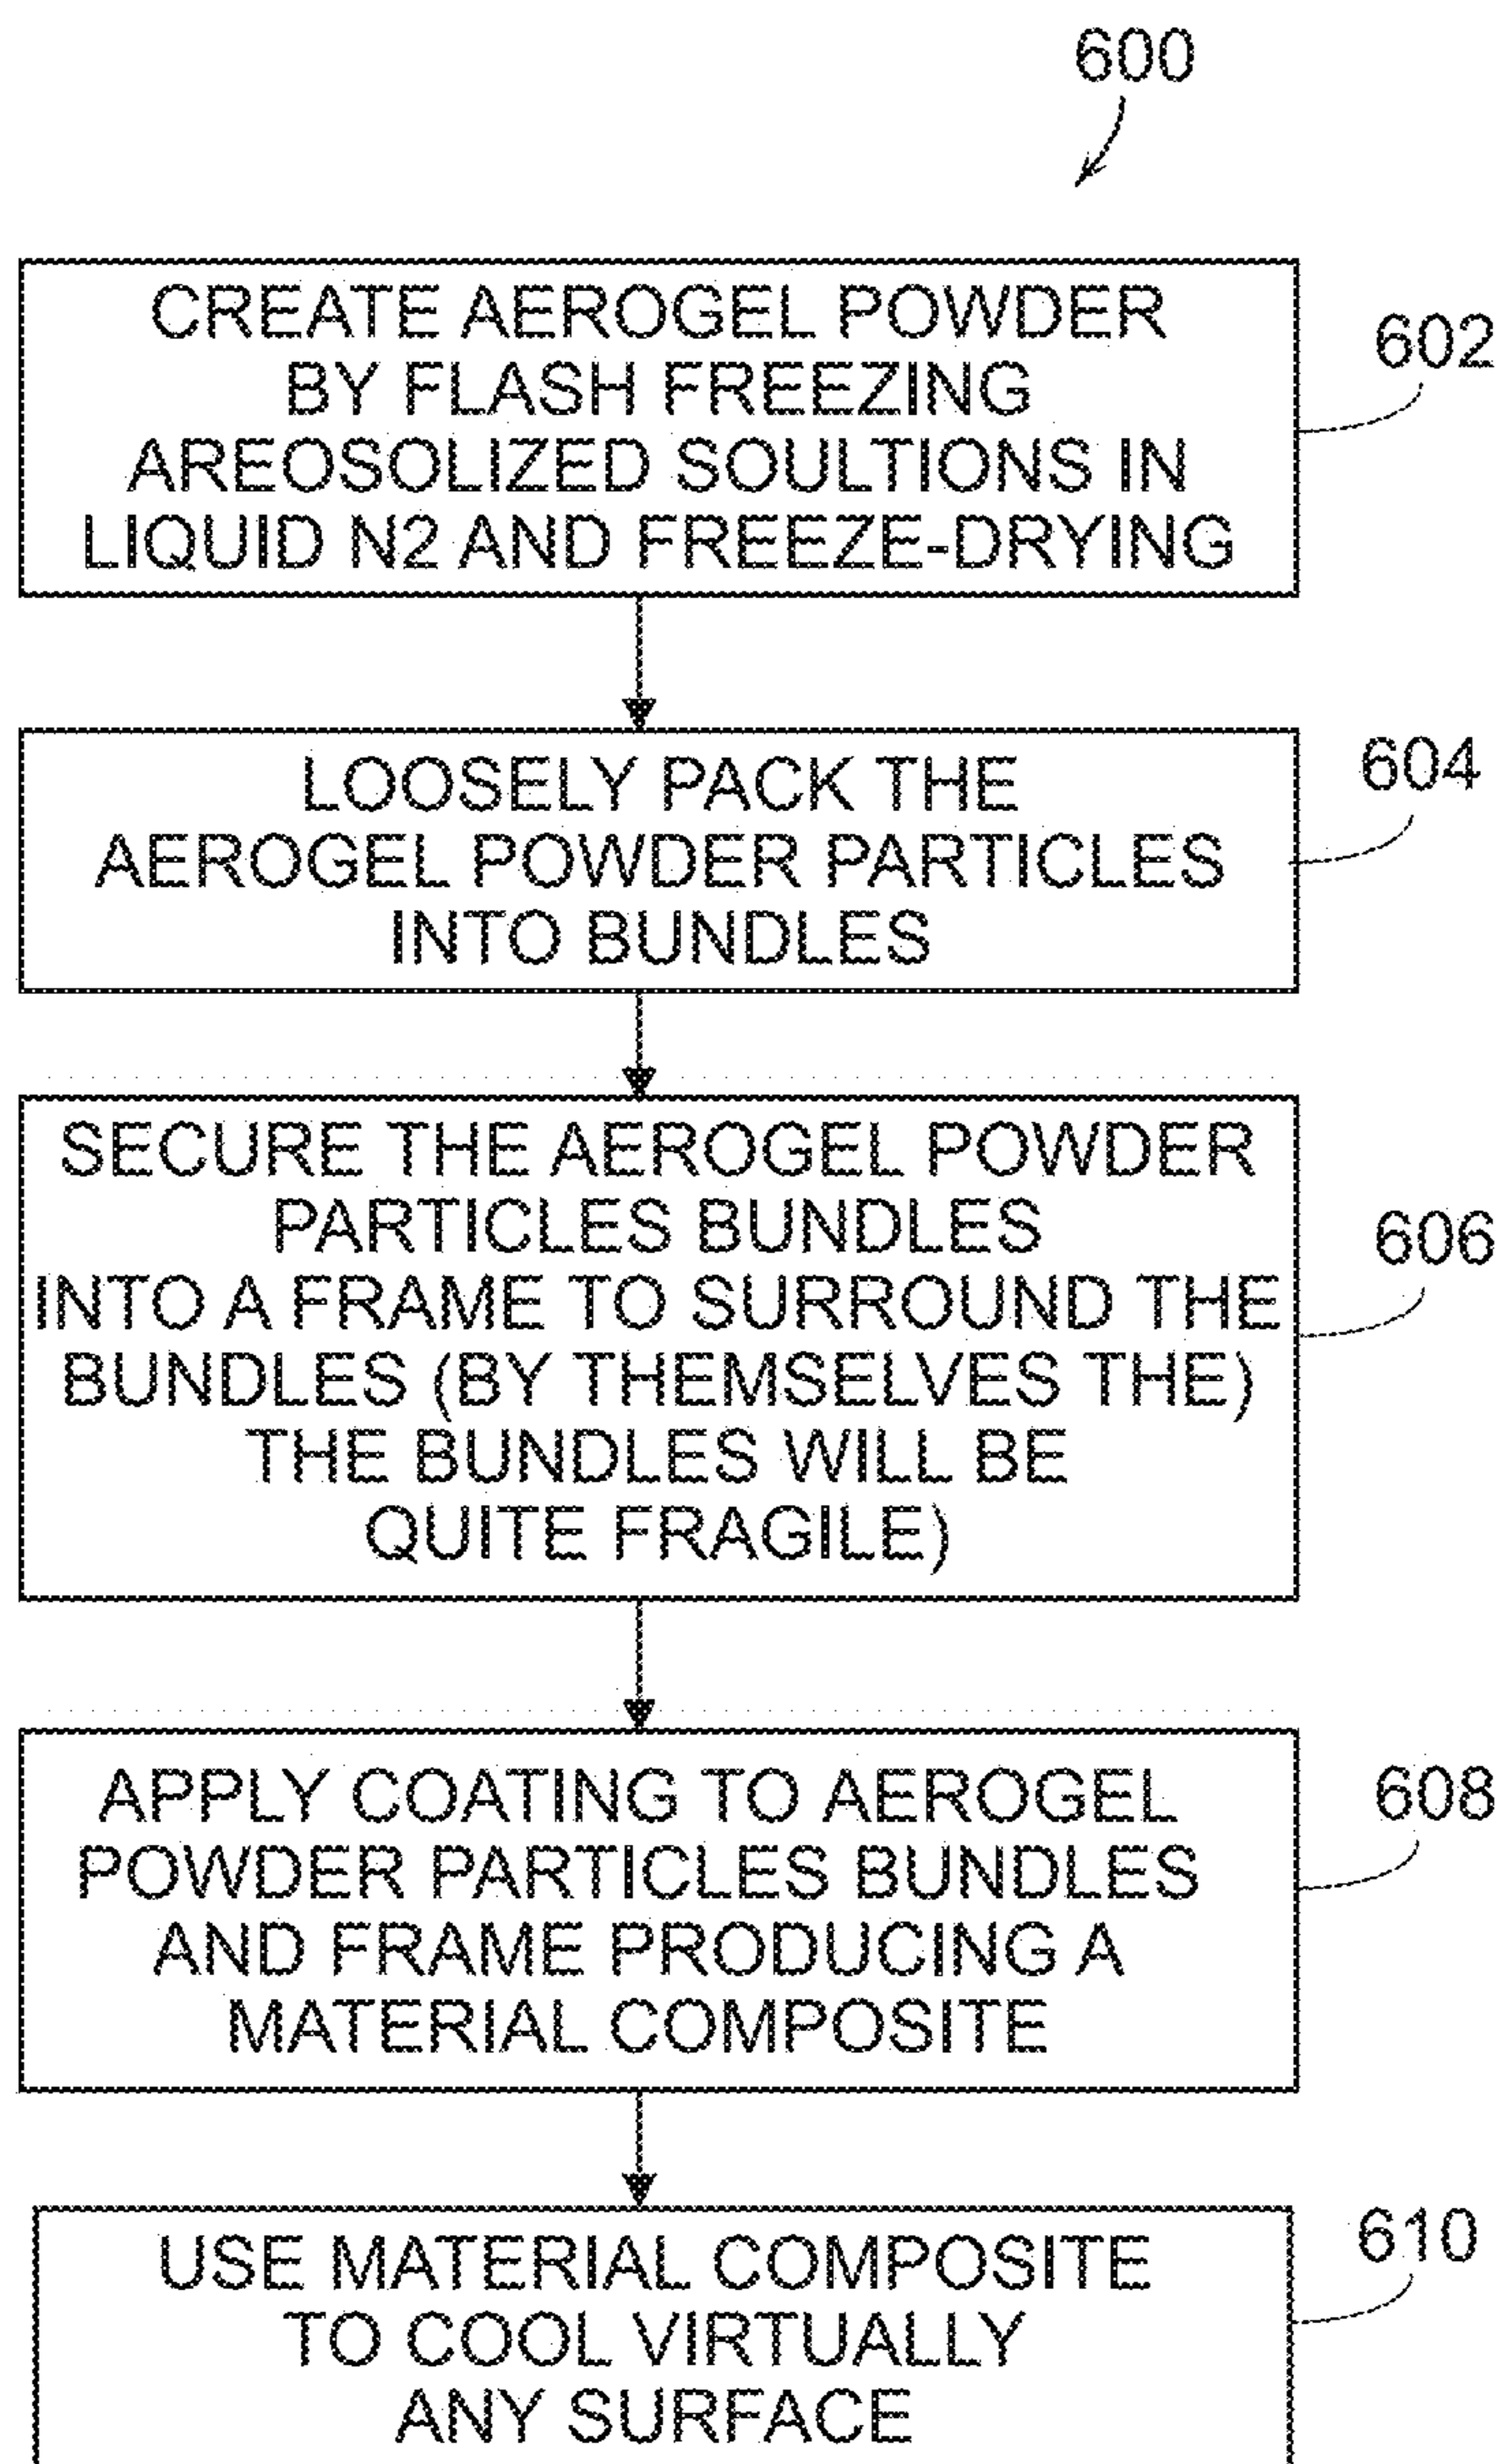 600
CREATE AEROGEL POWDER
BY FLASH FREEZING
AREOSOLIZED SOULTIONS IN
LIQUID N2 AND FREEZE-DRYING
602
LOOSELY PACK THE
AEROGEL POWDER PARTICLES
INTO BUNDLES
604
SECURE THE AEROGEL POWDER
PARTICLES BUNDLES
INTO A FRAME TO SURROUND THE
BUNDLES (BY THEMSELVES THE)
THE BUNDLES WILL BE
QUITE FRAGILE)
606
APPLY COATING TO AEROGEL
POWDER PARTICLES BUNDLES
AND FRAME PRODUCING A
MATERIAL COMPOSITE
608
USE MATERIAL COMPOSITE
TO COOL VIRTUALLY
ANY SURFACE
610